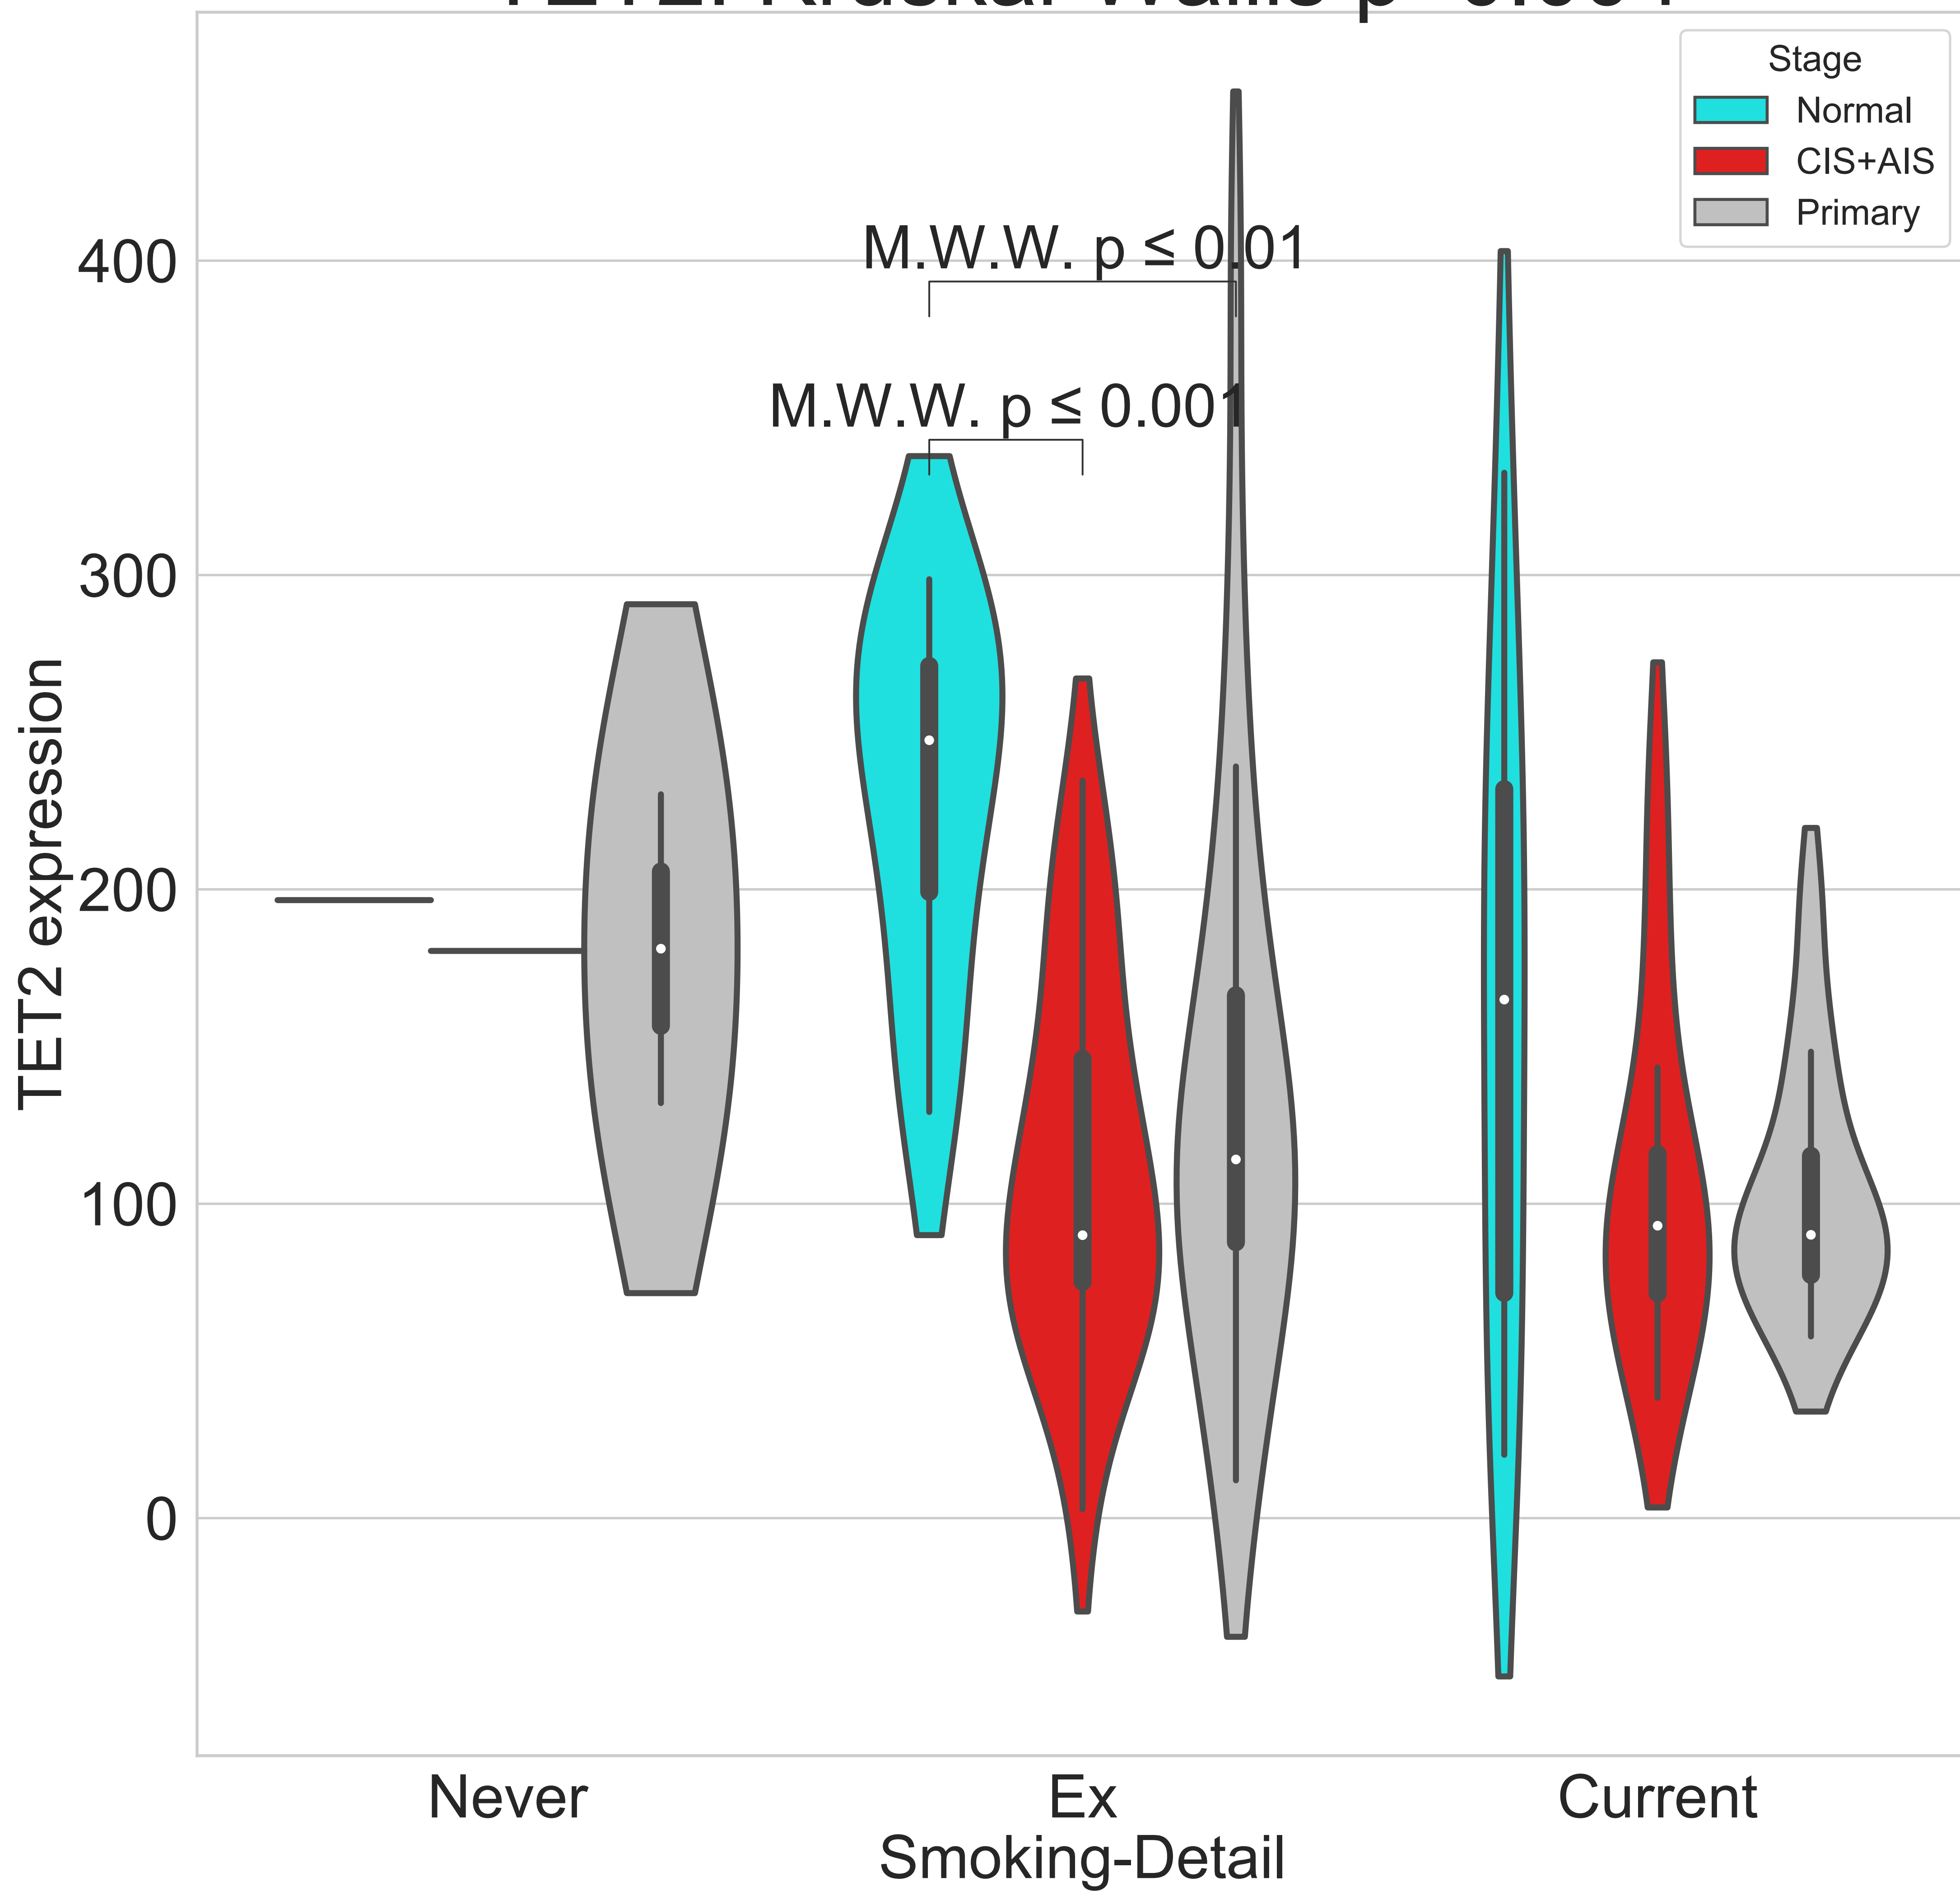 Stage
Normal
CIS+AIS
Primary
M.W.W. p ≤ 0.01
M.W.W. p ≤ 0.001
400
300
200
100
0
TET2 expression
Never
Ex
Current
Smoking-Detail